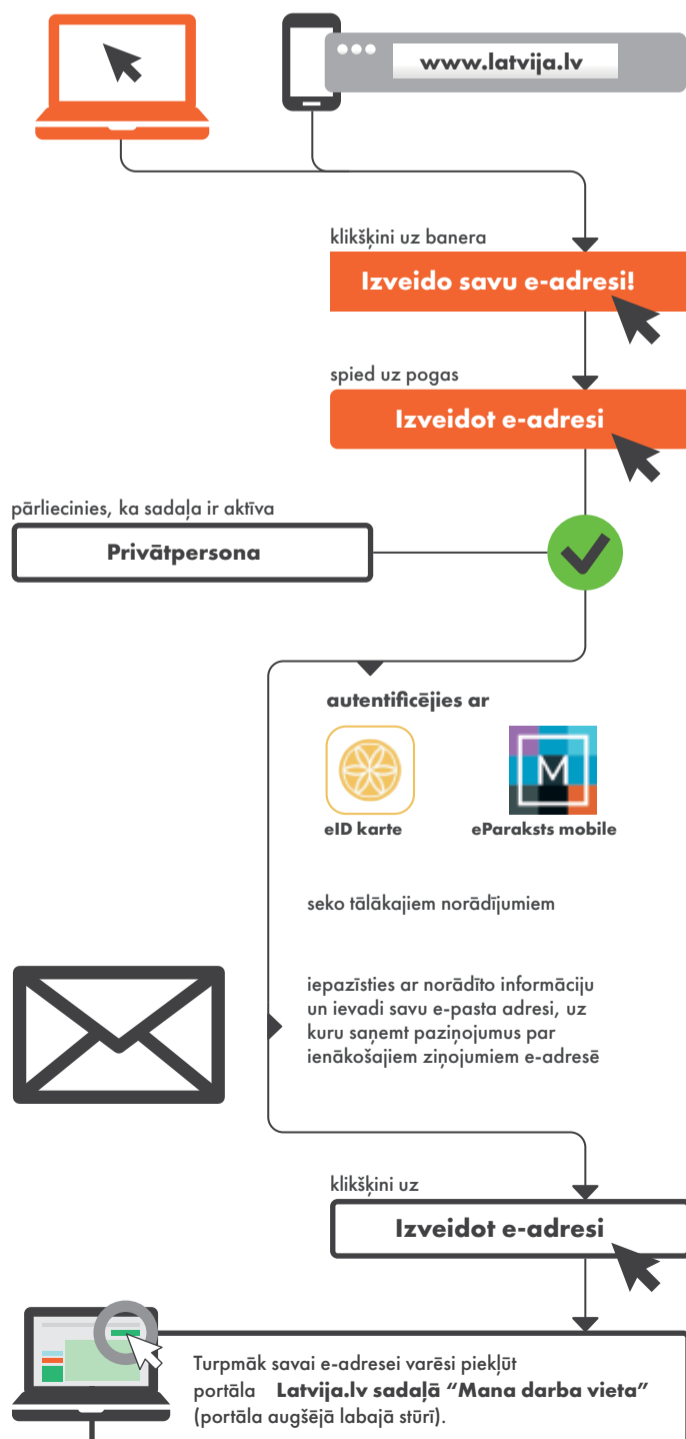 www.latvija.lv
klikšķini uz banera
Izveido savu e-adresi!
spied uz pogas
Izveidot e-adresi
pārliecinies, ka sadaļa ir aktīva
Privātpersona
autentificējies ar
M
eID karte
eParaksts mobile
seko tālākajiem norādījumiem
iepazīsties ar norādīto informāciju
un ievadi savu e-pasta adresi, uz
kuru saņemt paziņojumus par
ienākošajiem ziņojumiem e-adresē
klikšķini uz
Izveidot e-adresi
Turpmāk savai e-adresei varēsi piekļūt
portāla Latvija.lv sadaļā “Mana darba vieta”
(portāla augšējā labajā stūrī).